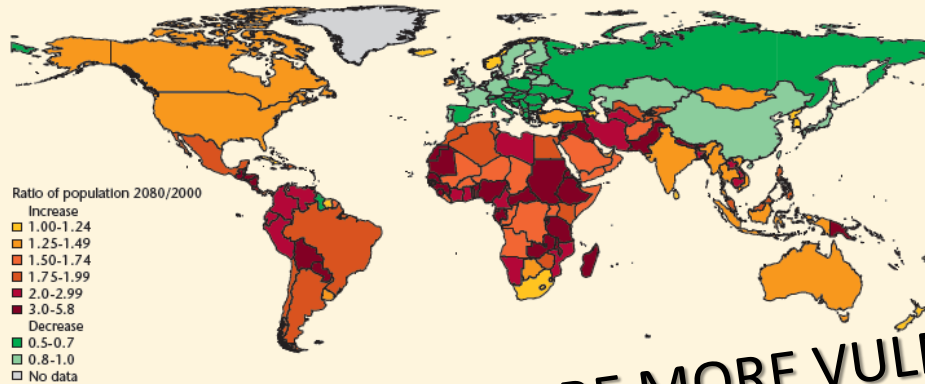 Ratio of population 2080/2000
Increase
1.00-1.24
1.25-1.49
1.50-1.74
1.75-1.99
2.0-2.99
3.0-5.8
Decrease
0.5-0.7
0.8-1.0
No data
MORE